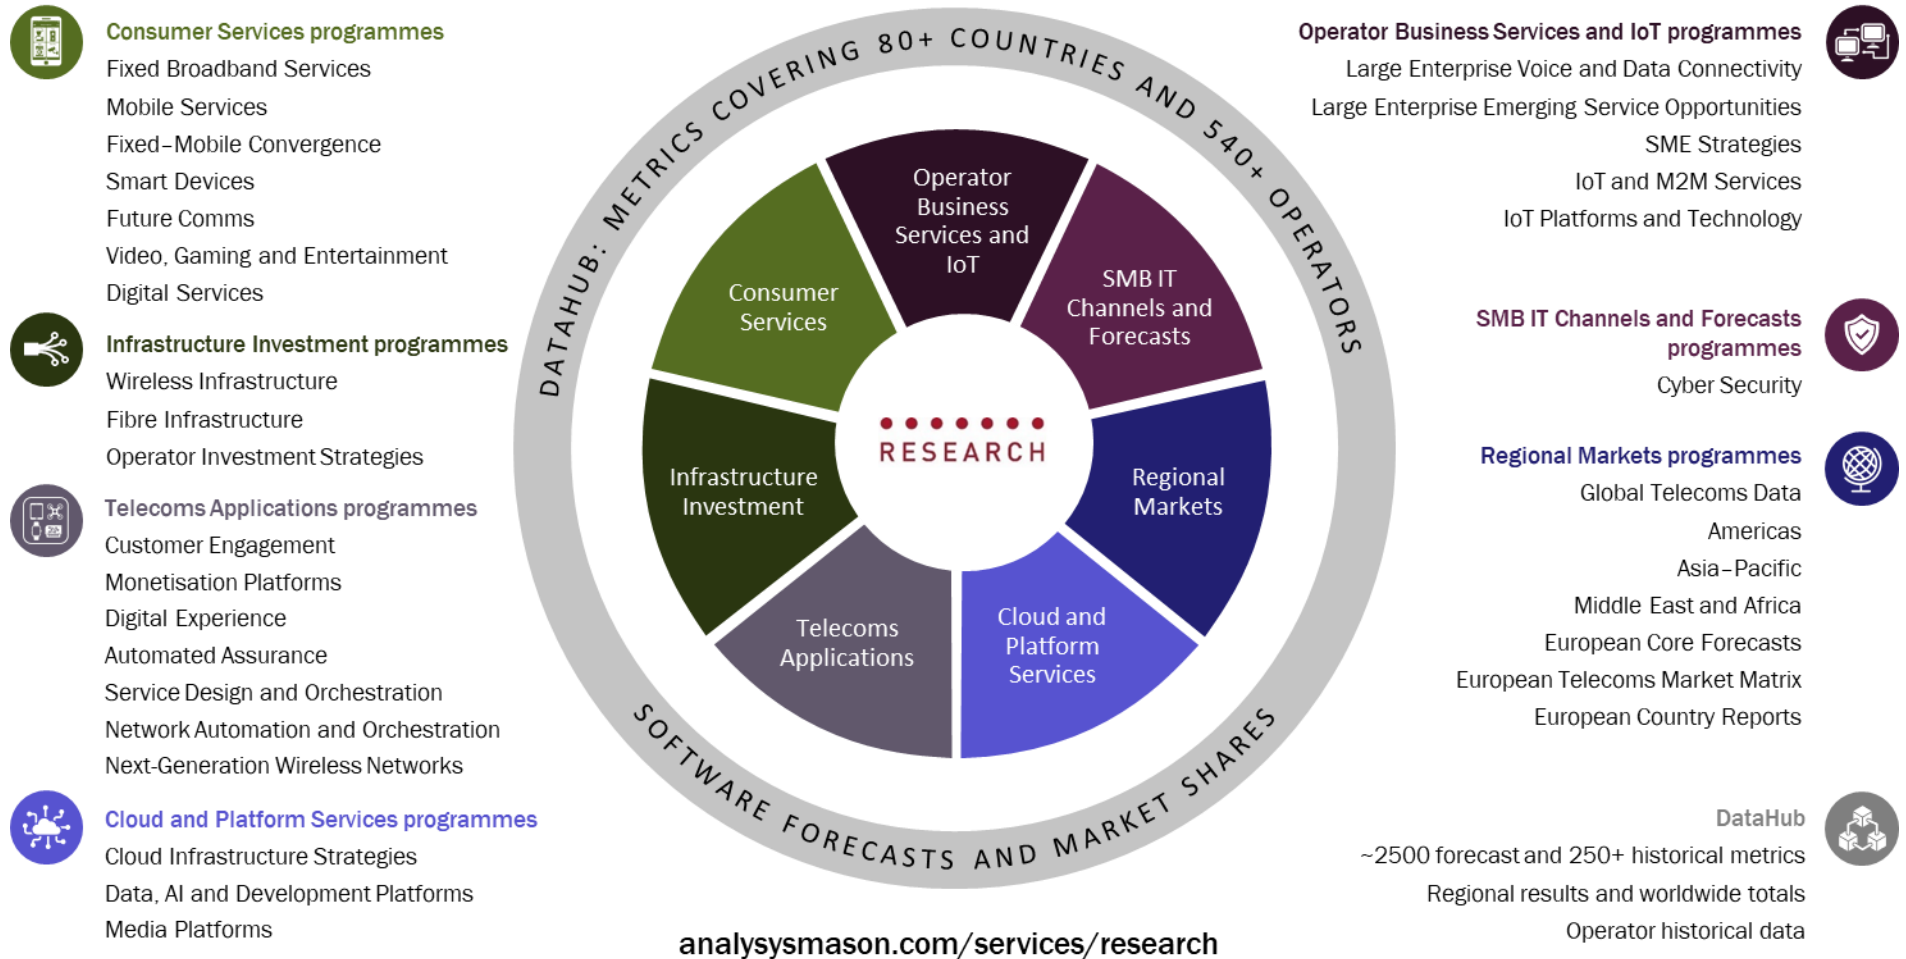 Consumer Services programmes
Fixed Broadband Services
Mobile Services
Fixed–Mobile Convergence
Smart Devices
Future Comms
Video, Gaming and Entertainment
Digital Services
Infrastructure Investment programmes
Wireless Infrastructure
Fibre Infrastructure
Operator Investment Strategies
Telecoms Applications programmes
Customer Engagement
Monetisation Platforms
Digital Experience
Automated Assurance
Service Design and Orchestration
Network Automation and Orchestration
Next-Generation Wireless Networks
Cloud and Platform Services programmes
Cloud Infrastructure Strategies
Data, AI and Development Platforms
Media Platforms
DATAHUB: METRICS COVERING 80+ COUNTRIES AND 540+ OPERATORS
Operator
Business
Services and
IoT
SMB IT
Channels and
Forecasts
Consumer
Services
RESEARCH
Infrastructure
Investment
Regional
Markets
Telecoms
Applications
Cloud and
Platform
Services
SOFTWARE FORECASTS AND MARKET SHARES
analysysmason.com/services/research
Operator Business Services and IoT programmes
Large Enterprise Voice and Data Connectivity
Large Enterprise Emerging Service Opportunities
SME Strategies
IoT and M2M Services
IoT Platforms and Technology
SMB IT Channels and Forecasts
programmes
Cyber Security
Regional Markets programmes
Global Telecoms Data
Americas
Asia–Pacific
Middle East and Africa
European Core Forecasts
European Telecoms Market Matrix
European Country Reports
DataHub
~2500 forecast and 250+ historical metrics
Regional results and worldwide totals
Operator historical data